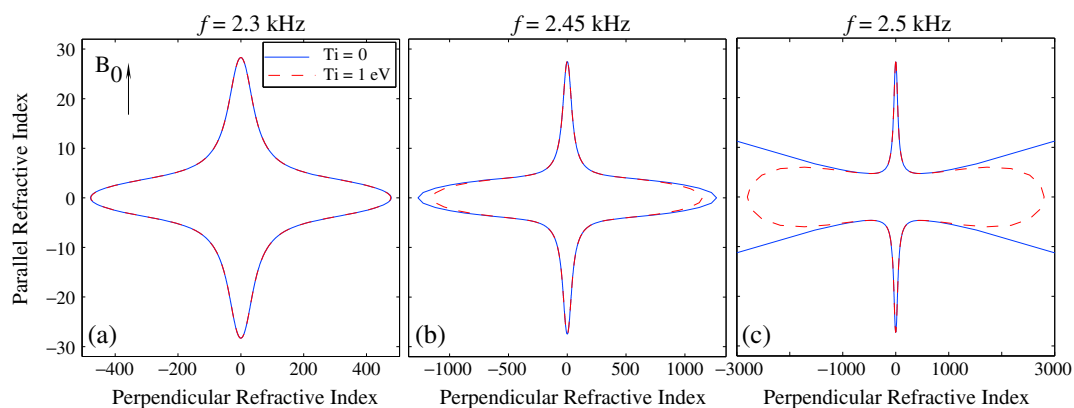 f = 2.3 kHz
f = 2.45 kHz
f = 2.5 kHz
Parallel Refractive Index
30
20
10
0
−10
−20
−30
B0
Ti = 0
Ti = 1 eV
(a)
(b)
(c)
−400 −200 0 200 400
−1000 −500 0 500 1000
−3000 −1000 0 1000 3000
Perpendicular Refractive Index
Perpendicular Refractive Index
Perpendicular Refractive Index